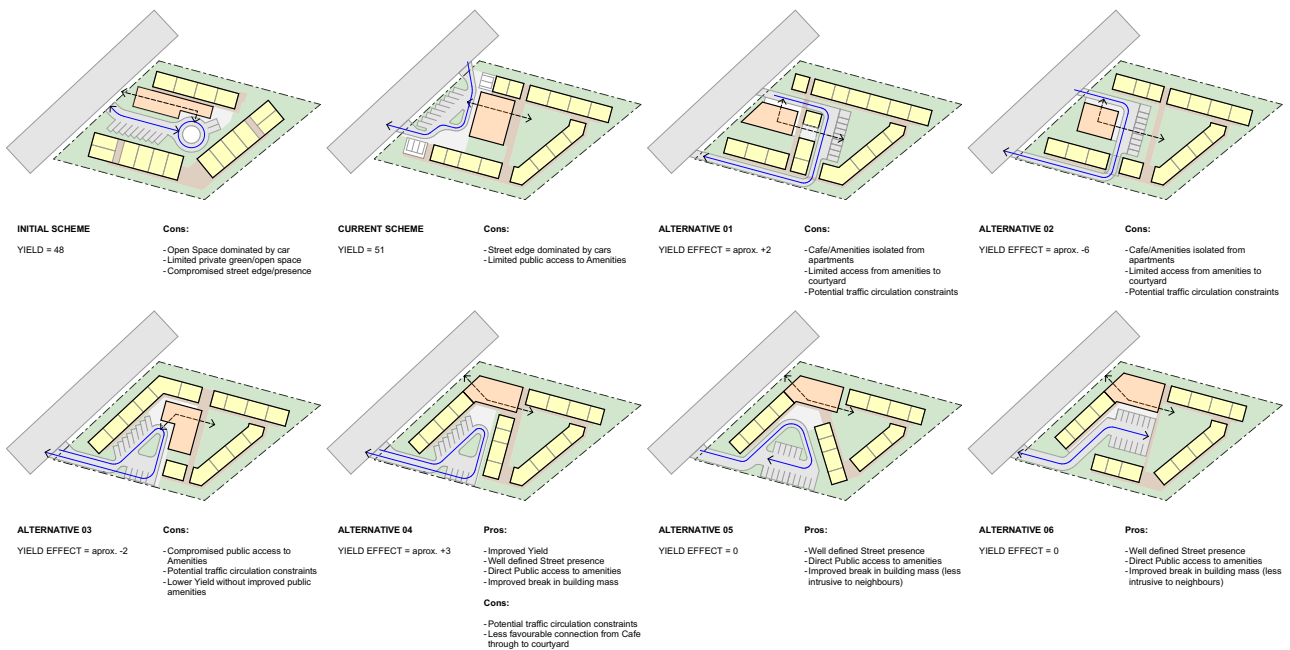 INITIAL SCHEME
YIELD = 48
Cons:
-Open Space dominated by car
-Limited private green/open space
-Compromised street edge/presence
CURRENT SCHEME
YIELD = 51
Cons:
-Street edge dominated by cars
-Limited public access to Amenities
ALTERNATIVE 01
YIELD EFFECT = aprox. +2
Cons:
-Cafe/Amenities isolated from
apartments
-Limited access from amenities to
courtyard
-Potential traffic circulation constraints
ALTERNATIVE 02
YIELD EFFECT = aprox. -6
Cons:
-Cafe/Amenities isolated from
apartments
-Limited access from amenities to
courtyard
-Potential traffic circulation constraints
ALTERNATIVE 03
YIELD EFFECT = aprox. -2
Cons:
-Compromised public access to
Amenities
-Potential traffic circulation constraints
-Lower Yield without improved public
amenities
ALTERNATIVE 04
YIELD EFFECT = aprox. +3
Pros:
-Improved Yield
-Well defined Street presence
-Direct Public access to amenities
-Improved break in building mass
Cons:
-Potential traffic circulation constraints
-Less favourable connection from Cafe
through to courtyard
ALTERNATIVE 05
YIELD EFFECT = 0
Pros:
-Well defined Street presence
-Direct Public access to amenities
-Improved break in building mass (less
intrusive to neighbours)
ALTERNATIVE 06
YIELD EFFECT = 0
Pros:
-Well defined Street presence
-Direct Public access to amenities
-Improved break in building mass (less
intrusive to neighbours)